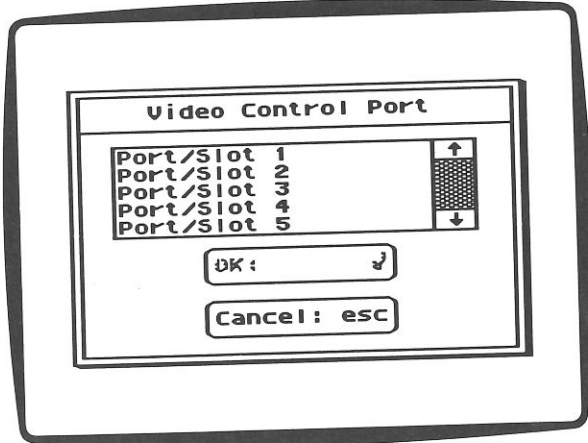 Video Control Port
Port/Slot 1
Port/Slot 2
Port/Slot 3
Port/Slot 4
Port/Slot 5
OK:
Cancel: esc